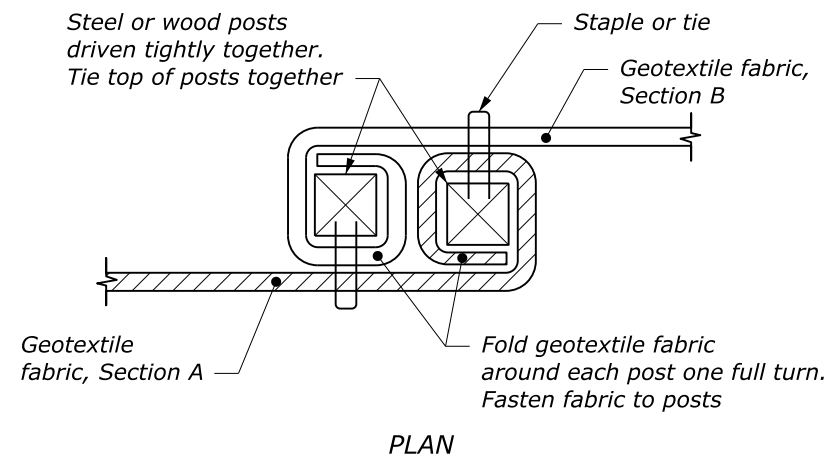 Steel or wood posts
driven tightly together.
Tie top of posts together
Staple or tie
Geotextile fabric,
Section B
Geotextile
fabric, Section A
Fold geotextile fabric
around each post one full turn.
Fasten fabric to posts
PLAN